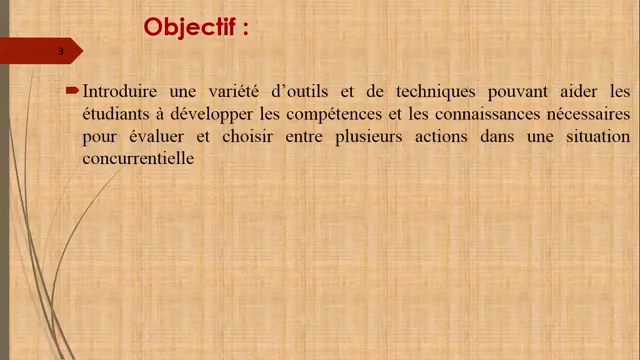 Objectif :
3
Introduire une variété d’outils et de techniques pouvant aider les
étudiants à développer les compétences et les connaissances nécessaires
pour évaluer et choisir entre plusieurs actions dans une situation
concurrentielle